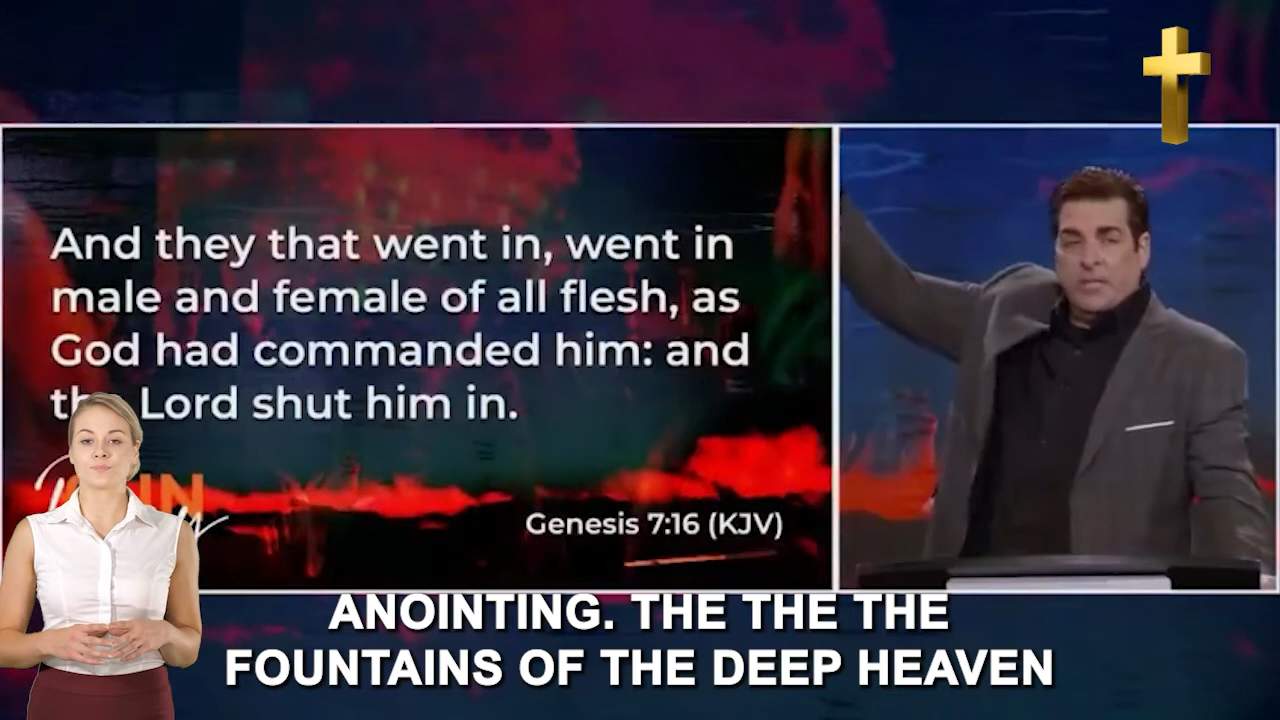 And they that went in, went in
male and female of all flesh, as
God had commanded him: and
Lord shut him in.
Genesis 7:16 (KJV)
ANOINTING. THE THE THE
FOUNTAINS OF THE DEEP HEAVEN